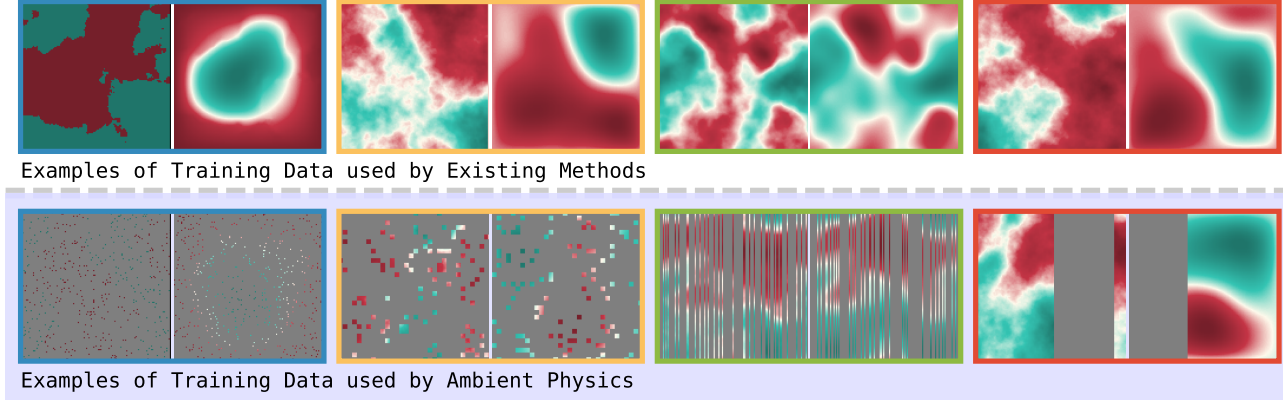 Examples of Training Data used by Existing Methods
Examples of Training Data used by Ambient Physics